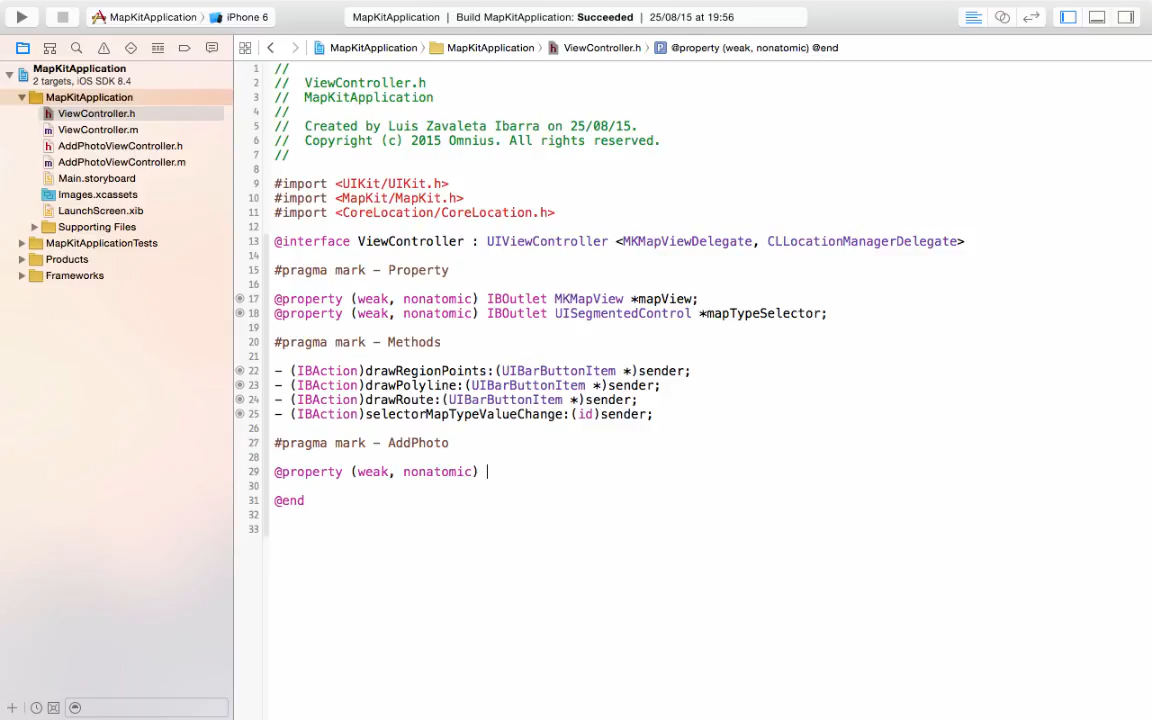 MapKitApplication
iPhone 6
MapKitApplication
Build MapKitApplication: Succeeded
25/08/15 at 19:56
MapKitApplication
MapKitApplication
ViewController.h
P
@property (weak, nonatomic) @end
MapKitApplication
2 targets, iOS SDK 8.4
MapKitApplication
h ViewController.h
m ViewController.m
h AddPhotoViewController.h
m AddPhotoViewController.m
Main.storyboard
Images.xcassets
LaunchScreen.xib
Supporting Files
MapKitApplicationTests
Products
Frameworks
1 //
2 //  ViewController.h
3 //  MapKitApplication
4 //
5 //  Created by Luis Zavaleta Ibarra on 25/08/15.
6 //  Copyright (c) 2015 Omnius. All rights reserved.
7 //
8
9 #import <UIKit/UIKit.h>
10 #import <MapKit/MapKit.h>
11 #import <CoreLocation/CoreLocation.h>
12
13 @interface ViewController : UIViewController <MKMapViewDelegate, CLLocationManagerDelegate>
14
15 #pragma mark - Property
16
17 @property (weak, nonatomic) IBOutlet MKMapView *mapView;
18 @property (weak, nonatomic) IBOutlet UISegmentedControl *mapTypeSelector;
19
20 #pragma mark - Methods
21
22 - (IBAction)drawRegionPoints:(UIBarButtonItem *)sender;
23 - (IBAction)drawPolyline:(UIBarButtonItem *)sender;
24 - (IBAction)drawRoute:(UIBarButtonItem *)sender;
25 - (IBAction)selectorMapTypeValueChange:(id)sender;
26
27 #pragma mark - AddPhoto
28
29 @property (weak, nonatomic)
30
31 @end
32
33